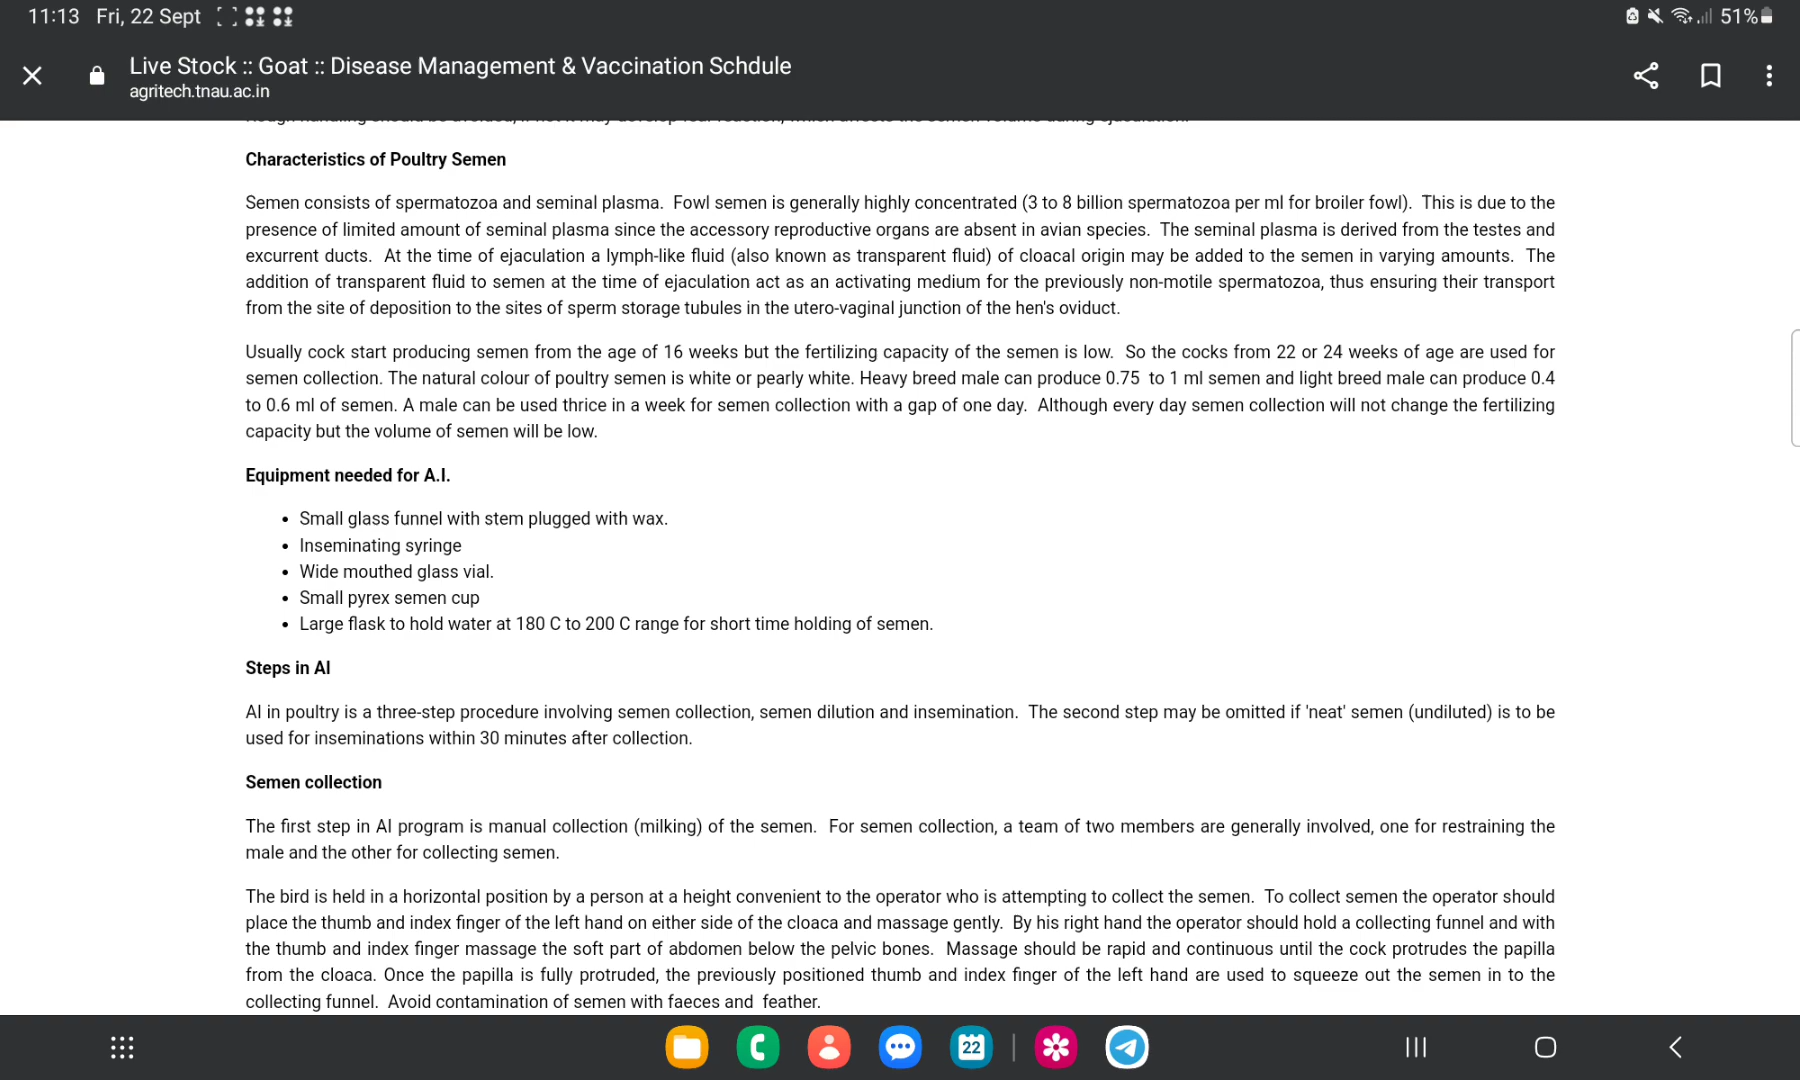 11:13 Fri, 22 Sept
51%
Live Stock :: Goat :: Disease Management & Vaccination Schdule
agritech.tnau.ac.in
Characteristics of Poultry Semen
Semen consists of spermatozoa and seminal plasma. Fowl semen is generally highly concentrated (3 to 8 billion spermatozoa per ml for broiler fowl). This is due to the
presence of limited amount of seminal plasma since the accessory reproductive organs are absent in avian species. The seminal plasma is derived from the testes and
excurrent ducts. At the time of ejaculation a lymph-like fluid (also known as transparent fluid) of cloacal origin may be added to the semen in varying amounts. The
addition of transparent fluid to semen at the time of ejaculation act as an activating medium for the previously non-motile spermatozoa, thus ensuring their transport
from the site of deposition to the sites of sperm storage tubules in the utero-vaginal junction of the hen's oviduct.
Usually cock start producing semen from the age of 16 weeks but the fertilizing capacity of the semen is low. So the cocks from 22 or 24 weeks of age are used for
semen collection. The natural colour of poultry semen is white or pearly white. Heavy breed male can produce 0.75 to 1 ml semen and light breed male can produce 0.4
to 0.6 ml of semen. A male can be used thrice in a week for semen collection with a gap of one day. Although every day semen collection will not change the fertilizing
capacity but the volume of semen will be low.
Equipment needed for A.I.
• Small glass funnel with stem plugged with wax.
• Inseminating syringe
• Wide mouthed glass vial.
• Small pyrex semen cup
• Large flask to hold water at 180 C to 200 C range for short time holding of semen.
Steps in AI
AI in poultry is a three-step procedure involving semen collection, semen dilution and insemination. The second step may be omitted if 'neat' semen (undiluted) is to be
used for inseminations within 30 minutes after collection.
Semen collection
The first step in AI program is manual collection (milking) of the semen. For semen collection, a team of two members are generally involved, one for restraining the
male and the other for collecting semen.
The bird is held in a horizontal position by a person at a height convenient to the operator who is attempting to collect the semen. To collect semen the operator should
place the thumb and index finger of the left hand on either side of the cloaca and massage gently. By his right hand the operator should hold a collecting funnel and with
the thumb and index finger massage the soft part of abdomen below the pelvic bones. Massage should be rapid and continuous until the cock protrudes the papilla
from the cloaca. Once the papilla is fully protruded, the previously positioned thumb and index finger of the left hand are used to squeeze out the semen in to the
collecting funnel. Avoid contamination of semen with faeces and feather.
22